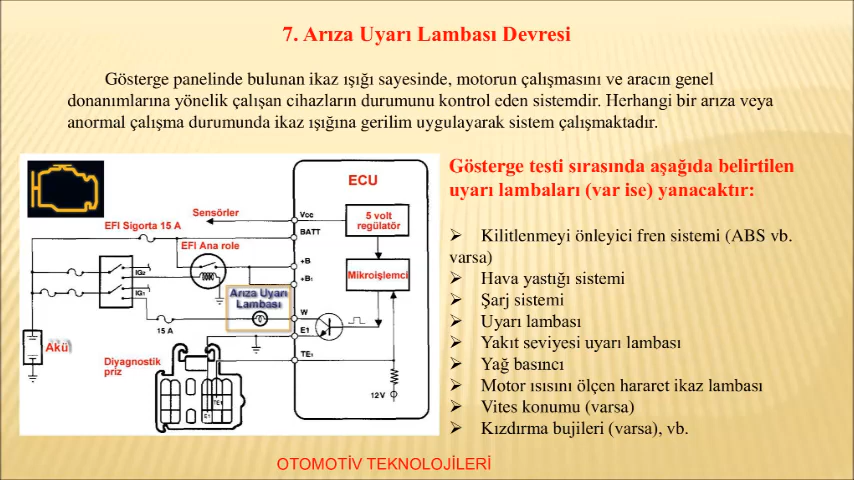 7. Arıza Uyarı Lambası Devresi
Gösterge panelinde bulunan ikaz ışığı sayesinde, motorun çalışmasını ve aracın genel
donanımlarına yönelik çalışan cihazların durumunu kontrol eden sistemdir. Herhangi bir arıza veya
anormal çalışma durumunda ikaz ışığına gerilim uygulayarak sistem çalışmaktadır.
ECU
Sensörler
Vcc
5 volt
regülatör
EFI Sigorta 15 A
BATT
EFI Ana role
+B
IG2
+B1
Mikroişlemci
IG1
Arıza Uyarı
Lambası
W
15 A
E1
Akü
Diyagnostik
priz
TE1
12 V
TE1
E1
Gösterge testi sırasında aşağıda belirtilen
uyarı lambaları (var ise) yanacaktır:
➢ Kilitlenmeyi önleyici fren sistemi (ABS vb.
varsa)
➢ Hava yastığı sistemi
➢ Şarj sistemi
➢ Uyarı lambası
➢ Yakıt seviyesi uyarı lambası
➢ Yağ basıncı
➢ Motor ısısını ölçen hararet ikaz lambası
➢ Vites konumu (varsa)
➢ Kızdırma bujileri (varsa), vb.
OTOMOTİV TEKNOLOJİLERİ